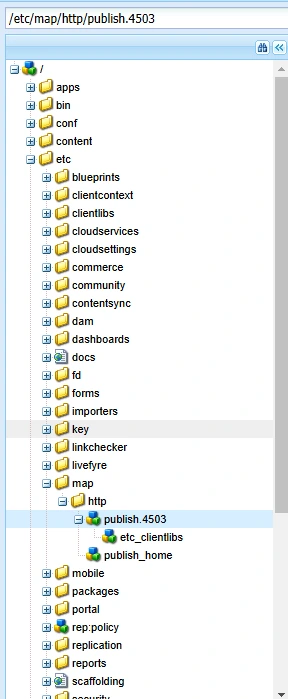 /etc/map/http/publish.4503
/
apps
bin
conf
content
etc
blueprints
clientcontext
clientlibs
cloudservices
cloudsettings
commerce
community
contentsync
dam
dashboards
docs
fd
forms
importers
key
linkchecker
livefyre
map
http
publish.4503
etc_clientlibs
publish_home
mobile
packages
portal
rep:policy
replication
reports
scaffolding
security